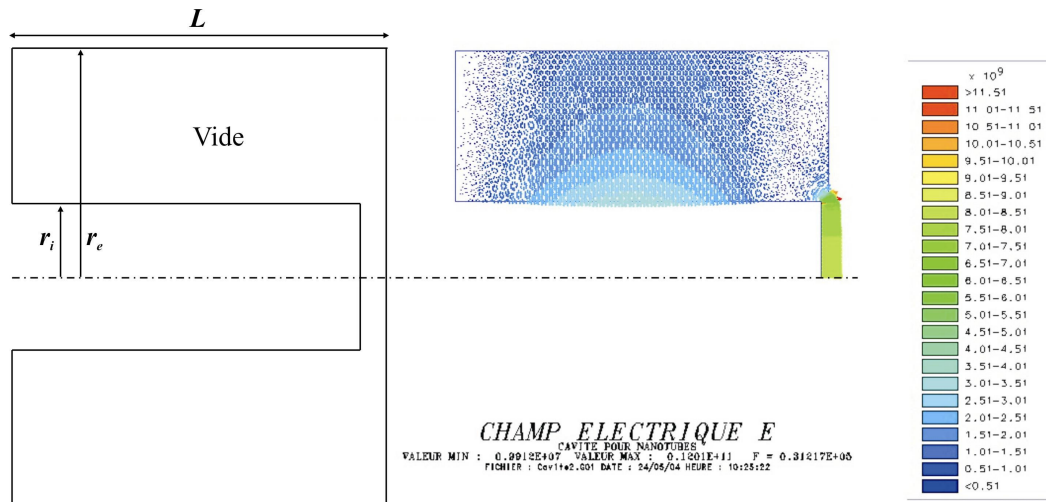 L
Vide
r_i
r_e
CHAMP ELECTRIQUE E
CAVITE POUR NANOTUBES
VALEUR MIN : 0.9912E+07 VALEUR MAX : 0.1201E+11 F = 0.31217E+05
FICHIER : Cavite2.G01 DATE : 24/05/04 HEURE : 10:25:22
x 10^9
>11.51
11 01-11 51
10 51-11 01
10.01-10.51
9.51-10.01
9.01-9.51
8.51-9.01
8.01-8.51
7.51-8.01
7.01-7.51
6.51-7.01
6.01-6.51
5.51-6.01
5.01-5.51
4.51-5.01
4.01-4.51
3.51-4.01
3.01-3.51
2.51-3.01
2.01-2.51
1.51-2.01
1.01-1.51
0.51-1.01
<0.51